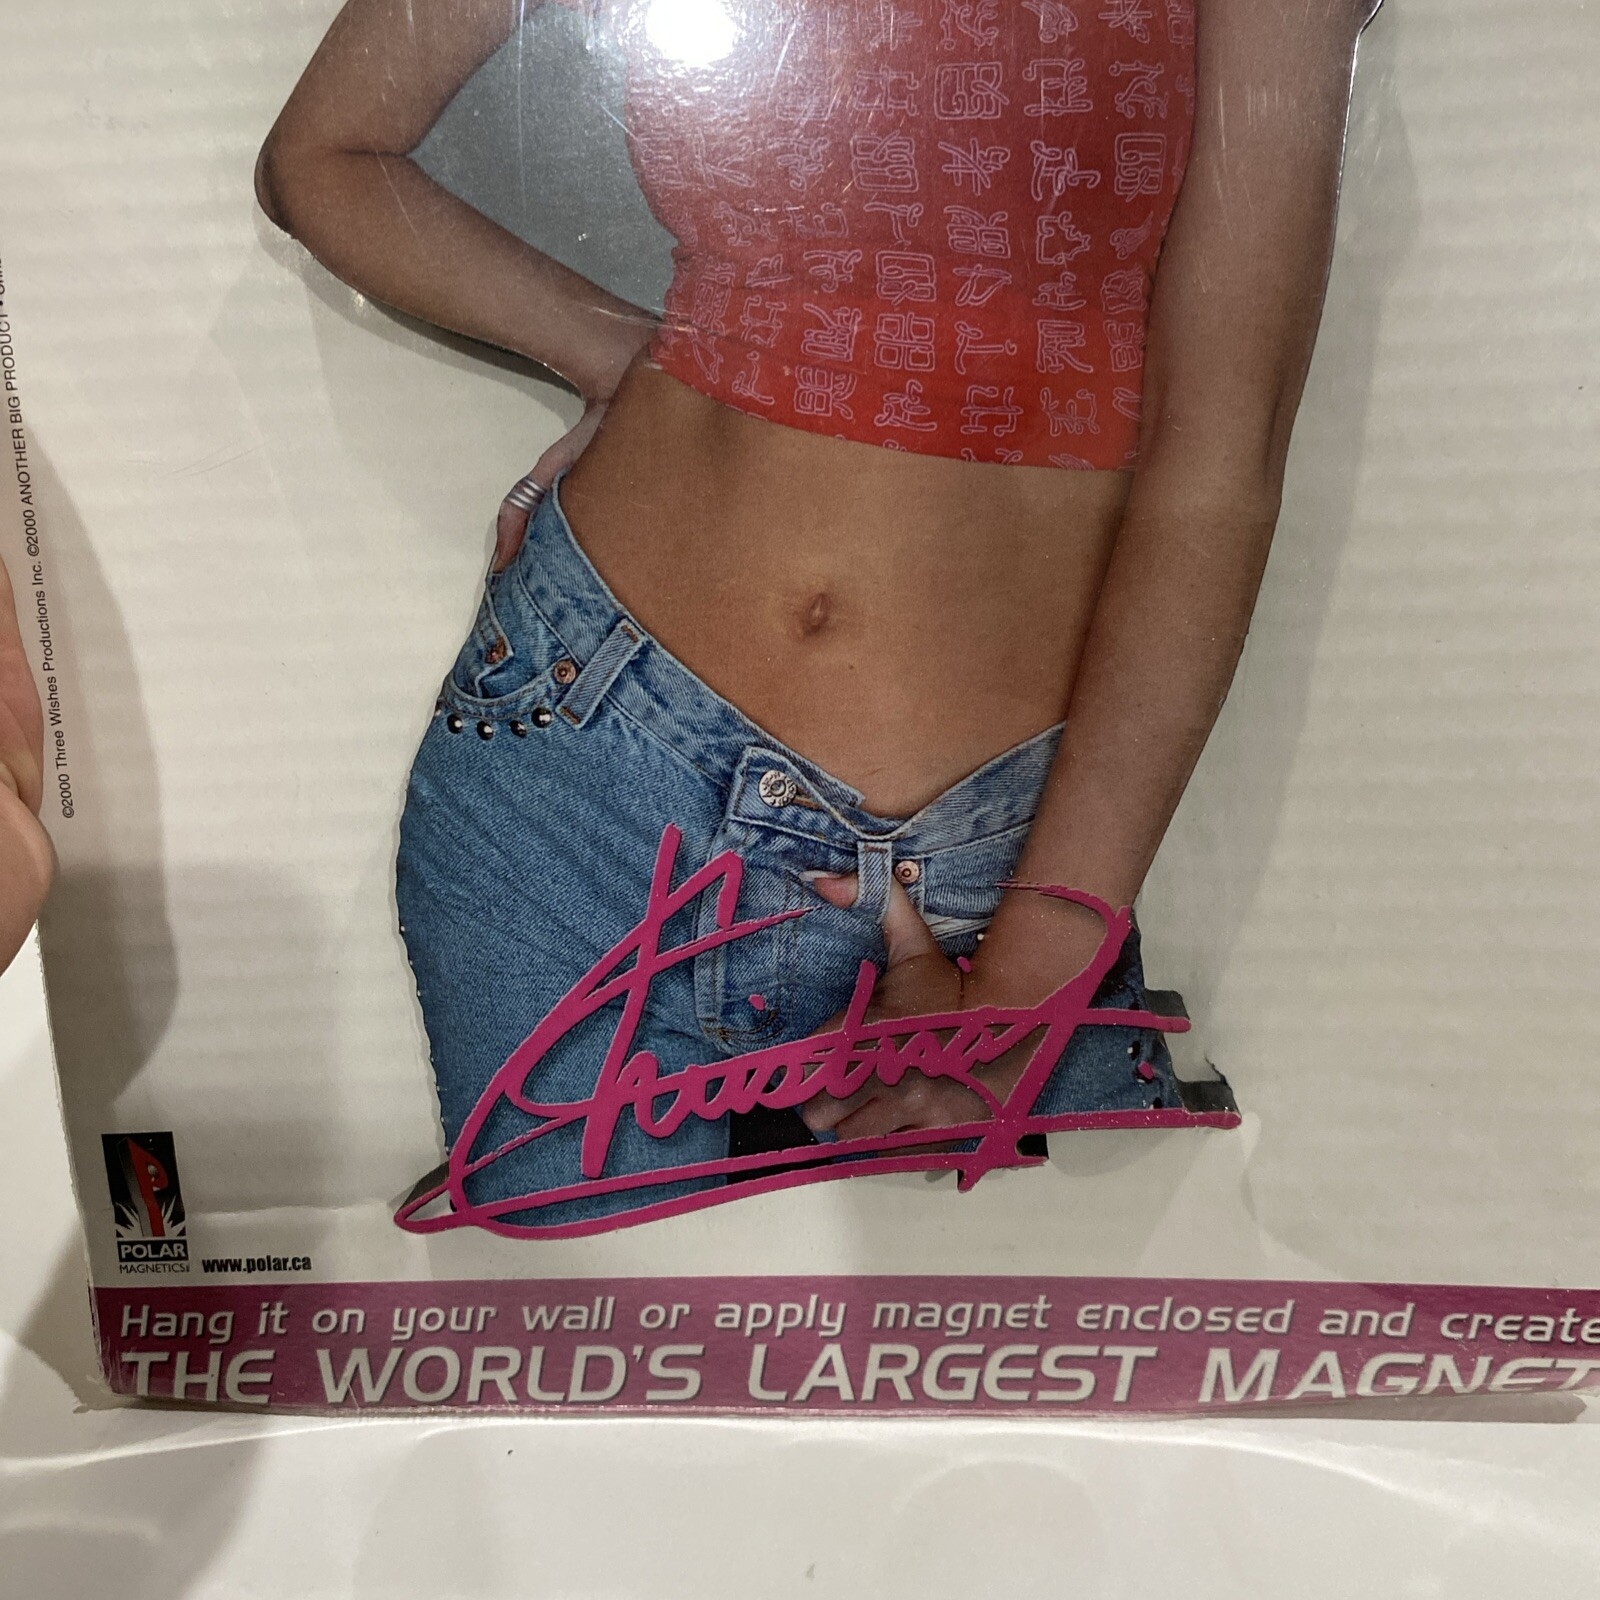 ©2000 Three Wishes Productions Inc. ©2000 ANOTHER BIG PRODUCT •
Christina
POLAR
MAGNETICS
www.polar.ca
Hang it on your wall or apply magnet enclosed and create
THE WORLD'S LARGEST MAGNET